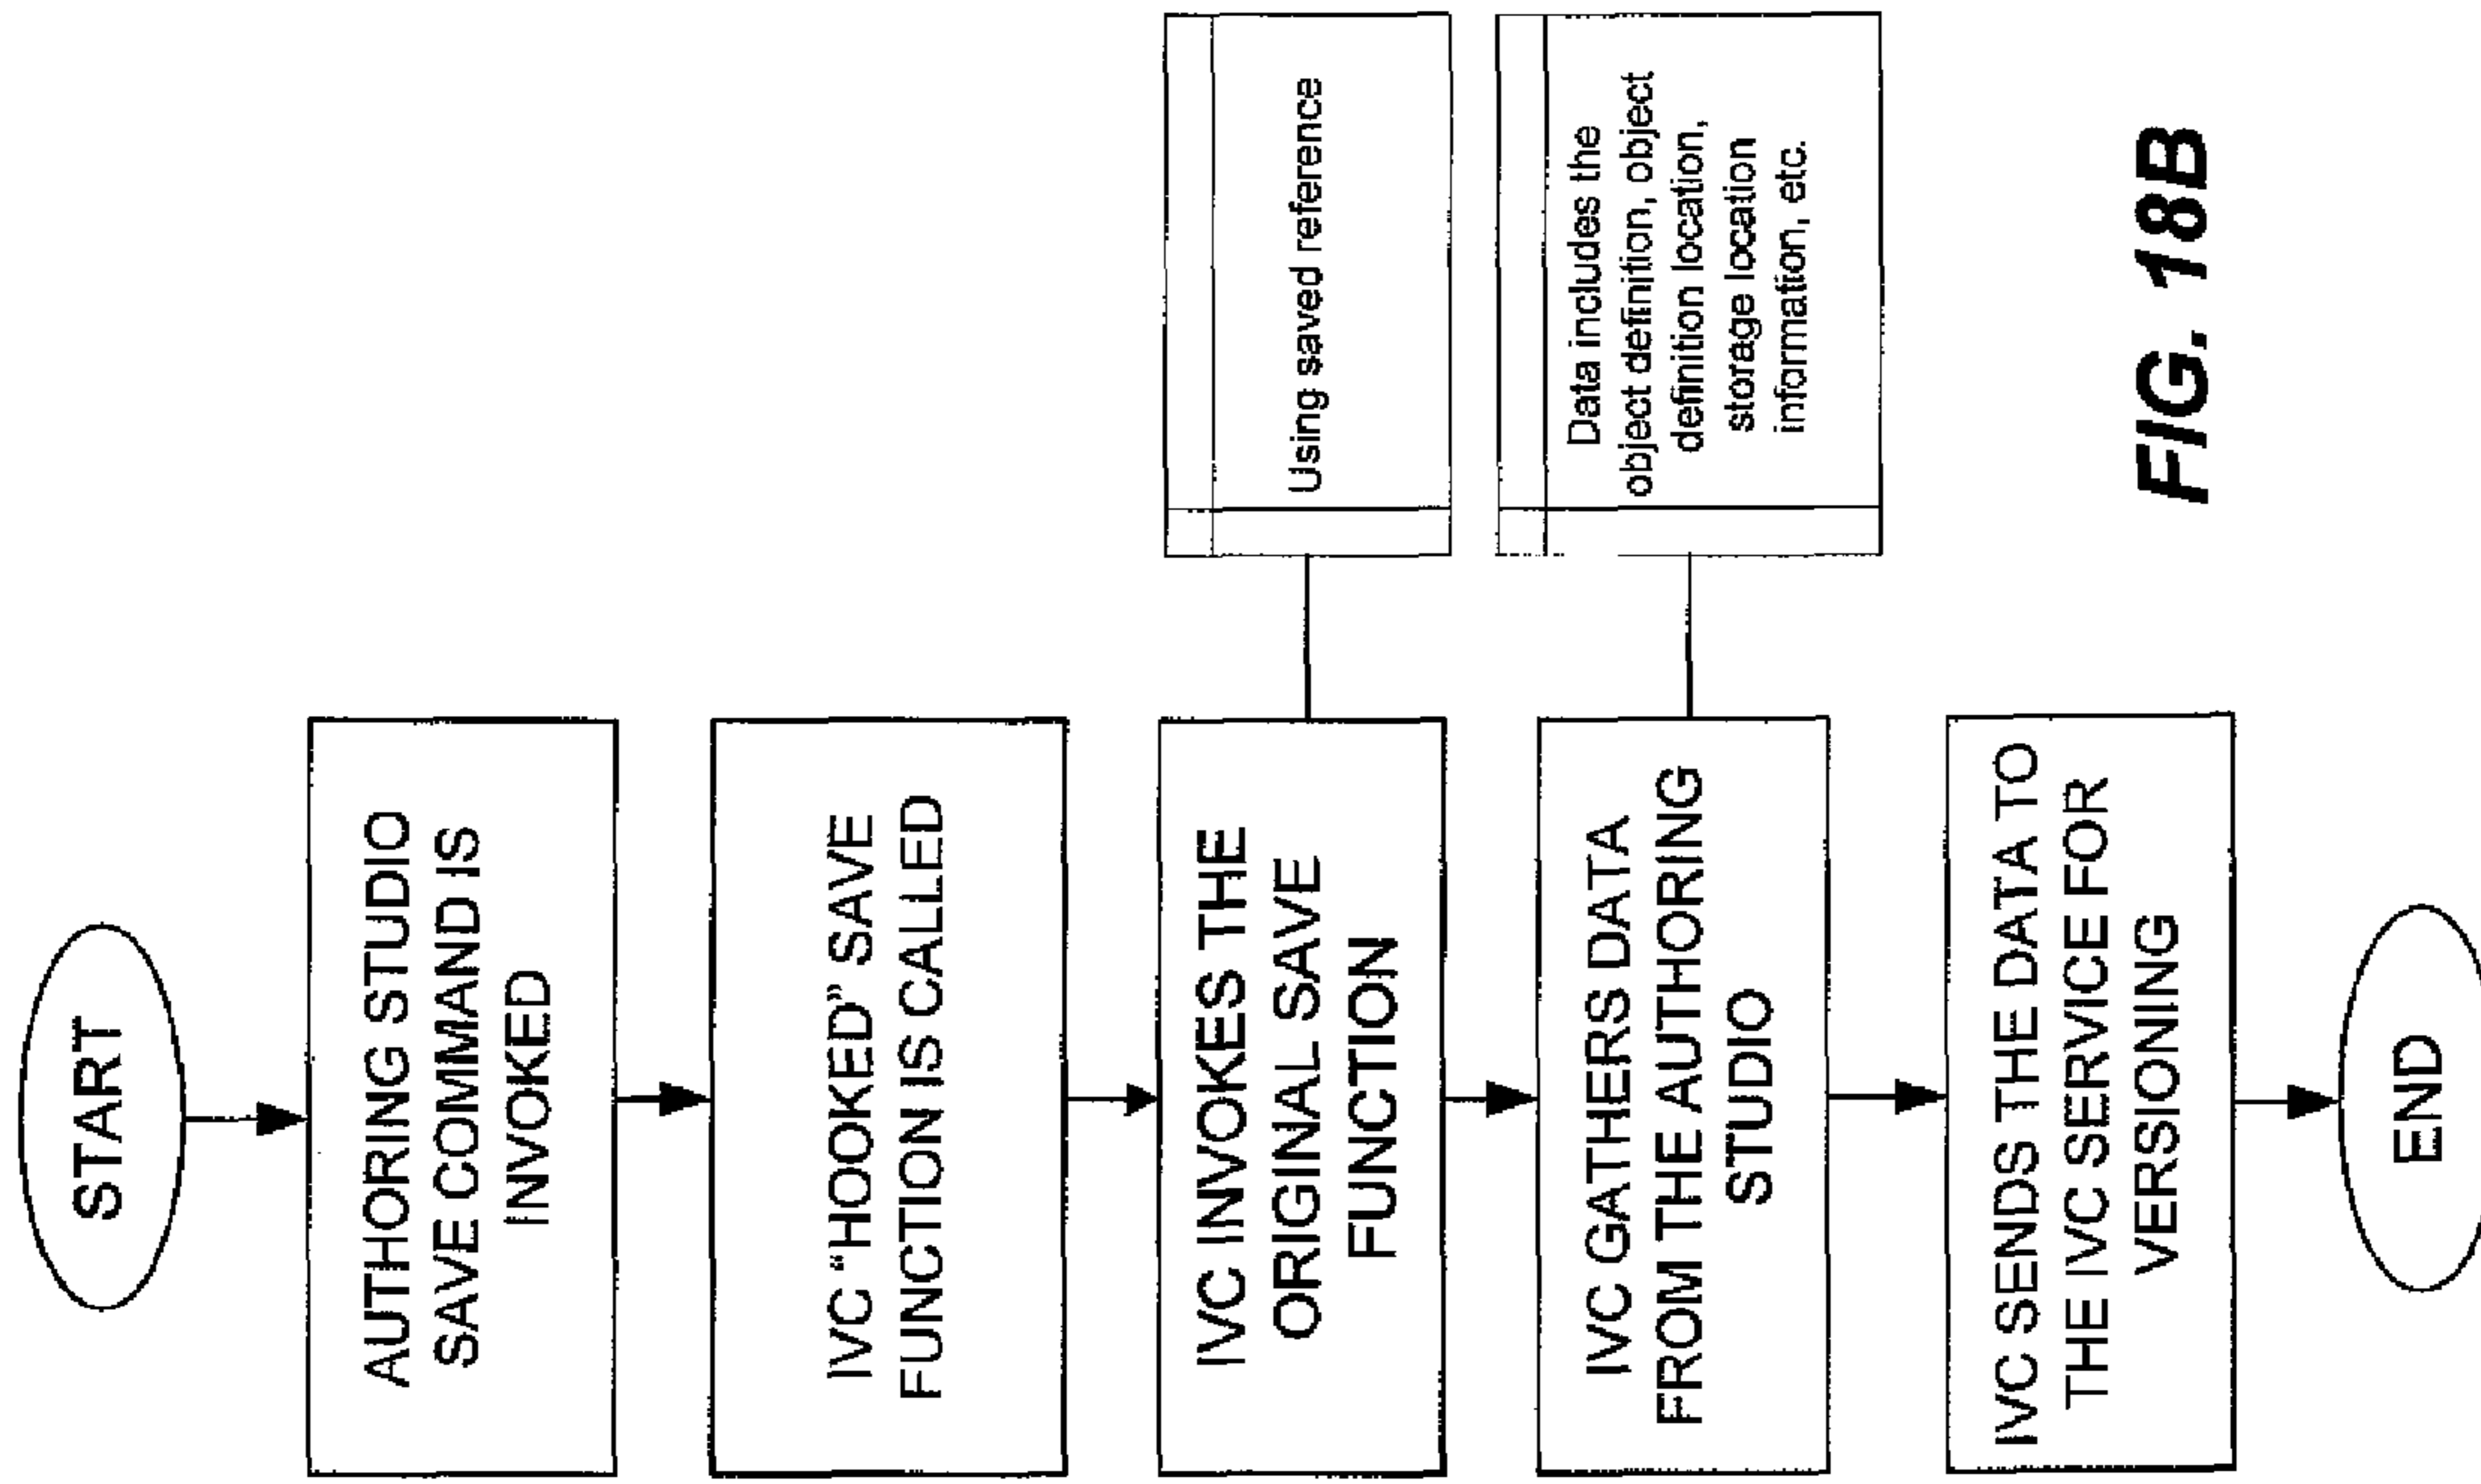 START
AUTHORING STUDIO
SAVE COMMAND IS
INVOKED
IVC “HOOKED” SAVE
FUNCTION IS CALLED
IVC INVOKES THE
ORIGINAL SAVE
FUNCTION
Using saved reference
IVC GATHERS DATA
FROM THE AUTHORING
STUDIO
Data includes the
object definition, object
definition location,
storage location
information, etc.
IVC SENDS THE DATA TO
THE IVC SERVICE FOR
VERSIONING
END
FIG. 18B